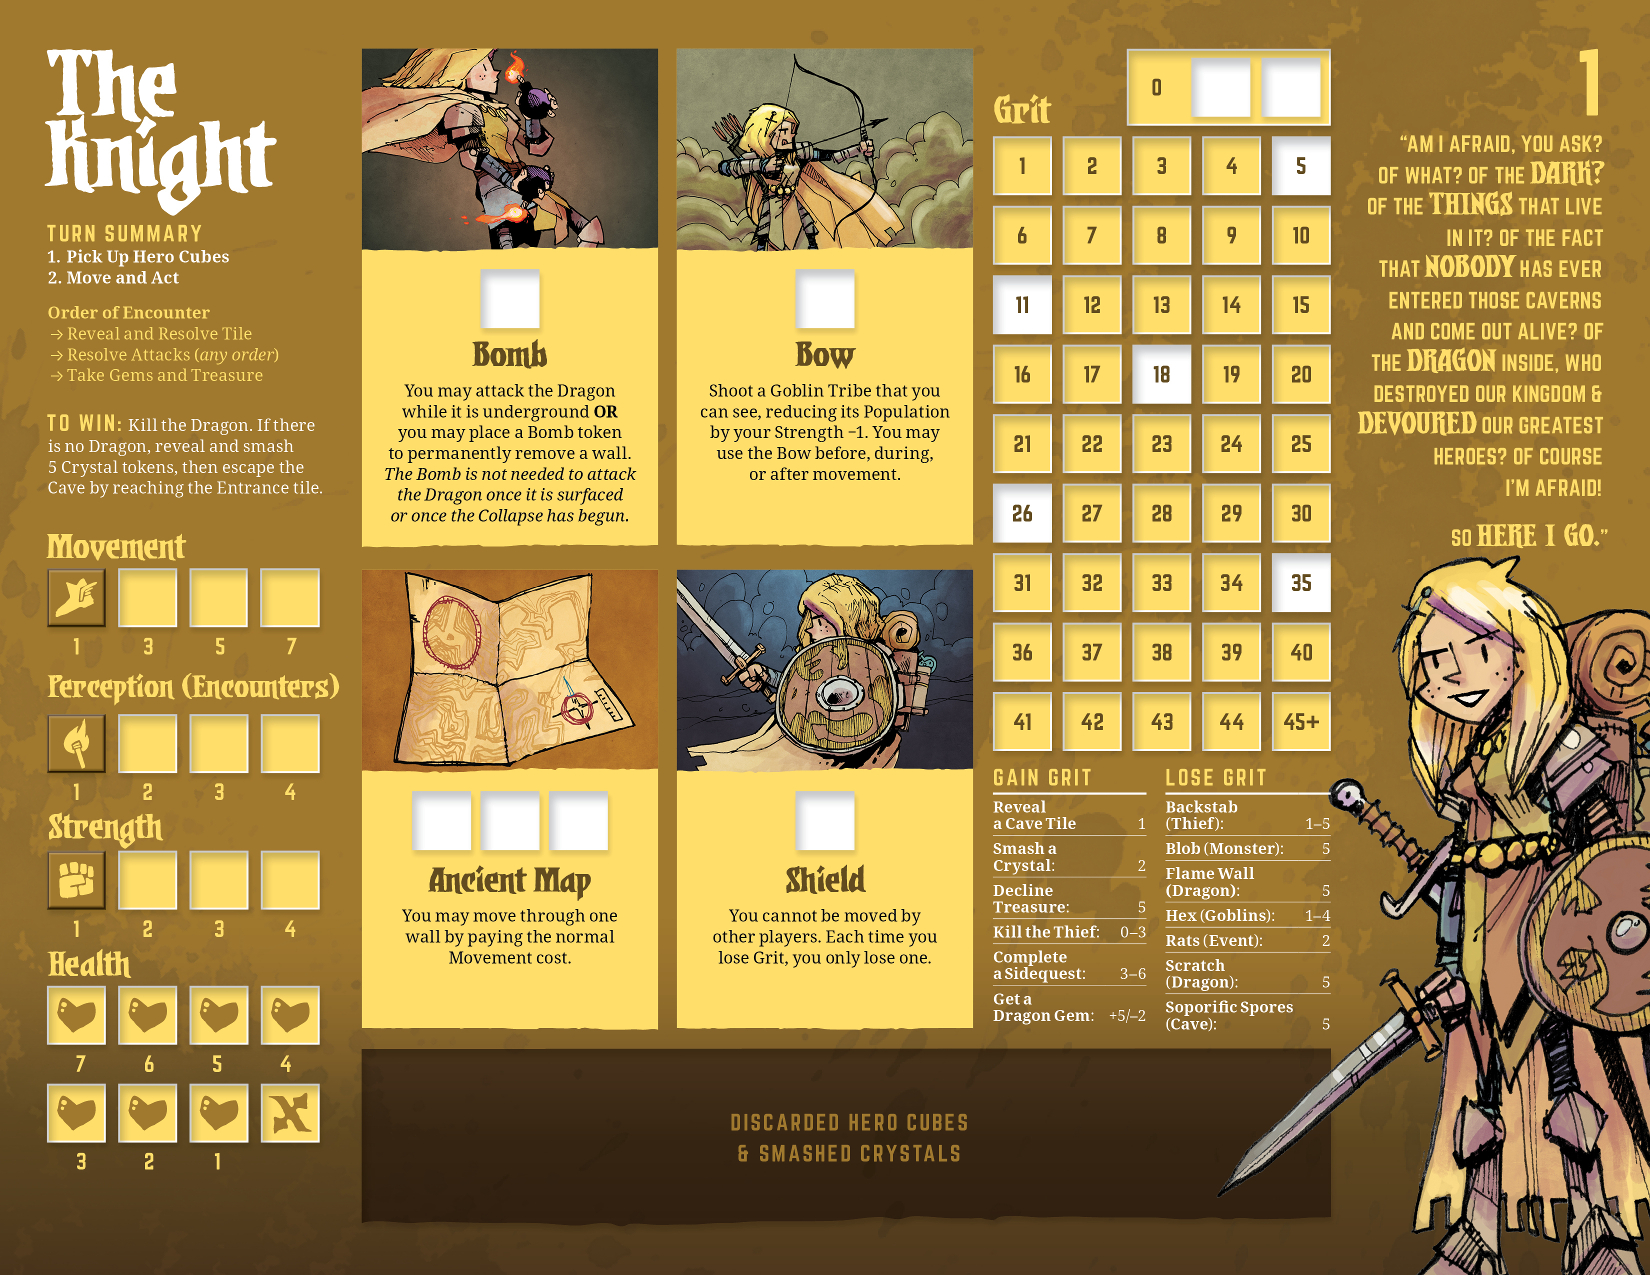 The
Knight
TURN SUMMARY
1. Pick Up Hero Cubes
2. Move and Act
Order of Encounter
→ Reveal and Resolve Tile
→ Resolve Attacks (any order)
→ Take Gems and Treasure
TO WIN: Kill the Dragon. If there
is no Dragon, reveal and smash
5 Crystal tokens, then escape the
Cave by reaching the Entrance tile.
Movement
1 3 5 7
Perception (Encounters)
1 2 3 4
Strength
1 2 3 4
Health
7 6 5 4
3 2 1
Bomb
You may attack the Dragon
while it is underground OR
you may place a Bomb token
to permanently remove a wall.
The Bomb is not needed to attack
the Dragon once it is surfaced
or once the Collapse has begun.
Bow
Shoot a Goblin Tribe that you
can see, reducing its Population
by your Strength –1. You may
use the Bow before, during,
or after movement.
Ancient Map
You may move through one
wall by paying the normal
Movement cost.
Shield
You cannot be moved by
other players. Each time you
lose Grit, you only lose one.
Grit
0
1 2 3 4 5
6 7 8 9 10
11 12 13 14 15
16 17 18 19 20
21 22 23 24 25
26 27 28 29 30
31 32 33 34 35
36 37 38 39 40
41 42 43 44 45+
GAIN GRIT
Reveal
a Cave Tile 1
Smash a
Crystal: 2
Decline
Treasure: 5
Kill the Thief: 0–3
Complete
a Sidequest: 3–6
Get a
Dragon Gem: +5/–2
LOSE GRIT
Backstab
(Thief): 1–5
Blob (Monster): 5
Flame Wall
(Dragon): 5
Hex (Goblins): 1–4
Rats (Event): 2
Scratch
(Dragon): 5
Soporific Spores
(Cave): 5
DISCARDED HERO CUBES
& SMASHED CRYSTALS
1
“AM I AFRAID, YOU ASK?
OF WHAT? OF THE DARK?
OF THE THINGS THAT LIVE
IN IT? OF THE FACT
THAT NOBODY HAS EVER
ENTERED THOSE CAVERNS
AND COME OUT ALIVE? OF
THE DRAGON INSIDE, WHO
DESTROYED OUR KINGDOM &
DEVOURED OUR GREATEST
HEROES? OF COURSE
I'M AFRAID!
SO HERE I GO.”